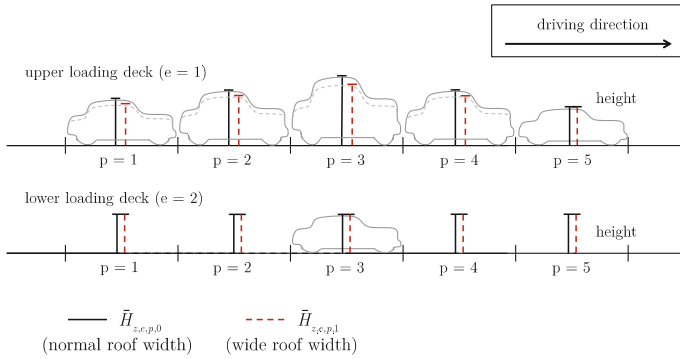 driving direction
upper loading deck (e = 1)
height
p = 1 p = 2 p = 3 p = 4 p = 5
lower loading deck (e = 2)
height
p = 1 p = 2 p = 3 p = 4 p = 5
H̄z,e,p,0 H̄z,e,p,1
(normal roof width) (wide roof width)